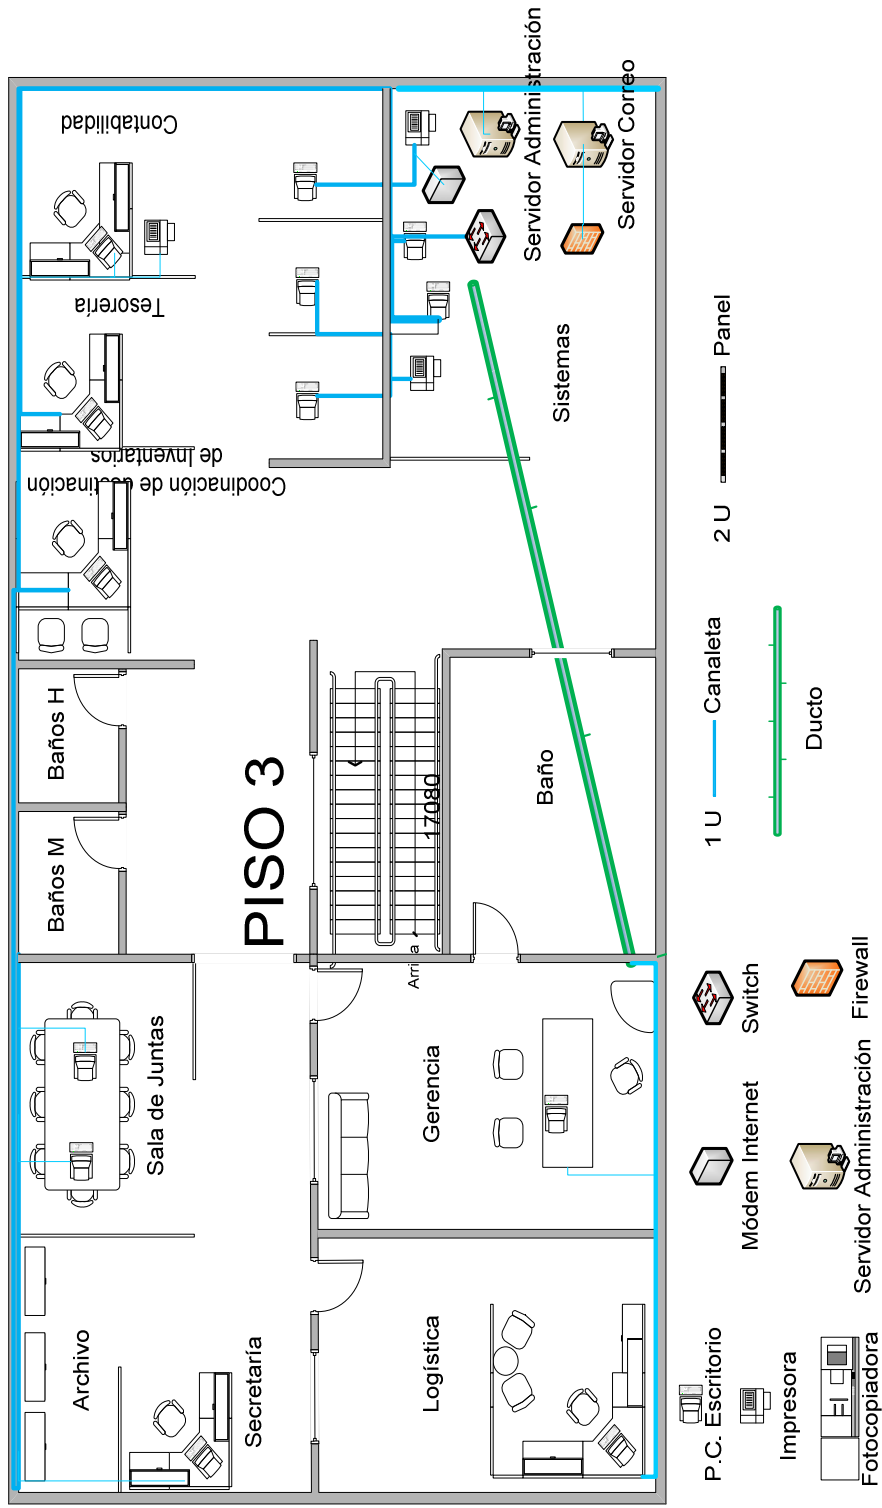 Servidor Administración
Servidor Correo
Contabilidad
Tesorería
Coodinación de destinación
de Inventarios
Sistemas
Baños H
Baños M
PISO 3
17080
Baño
Arriba
Sala de Juntas
Gerencia
Archivo
Secretaría
Logística
2 U
Panel
1 U
Canaleta
Ducto
Switch
Firewall
Módem Internet
Servidor Administración
P.C. Escritorio
Impresora
Fotocopiadora